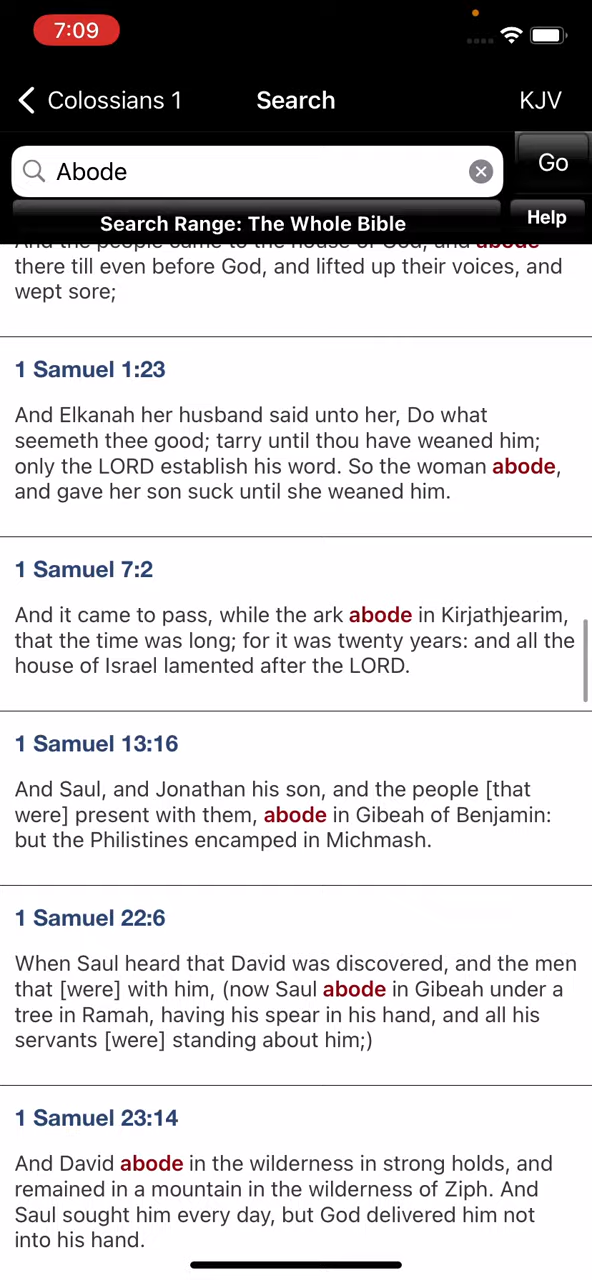 7:09
Colossians 1
Search
KJV
Abode
Go
Search Range: The Whole Bible
Help
And the people came to the house of God, and abode
there till even before God, and lifted up their voices, and
wept sore;
1 Samuel 1:23
And Elkanah her husband said unto her, Do what
seemeth thee good; tarry until thou have weaned him;
only the LORD establish his word. So the woman abode,
and gave her son suck until she weaned him.
1 Samuel 7:2
And it came to pass, while the ark abode in Kirjathjearim,
that the time was long; for it was twenty years: and all the
house of Israel lamented after the LORD.
1 Samuel 13:16
And Saul, and Jonathan his son, and the people [that
were] present with them, abode in Gibeah of Benjamin:
but the Philistines encamped in Michmash.
1 Samuel 22:6
When Saul heard that David was discovered, and the men
that [were] with him, (now Saul abode in Gibeah under a
tree in Ramah, having his spear in his hand, and all his
servants [were] standing about him;)
1 Samuel 23:14
And David abode in the wilderness in strong holds, and
remained in a mountain in the wilderness of Ziph. And
Saul sought him every day, but God delivered him not
into his hand.